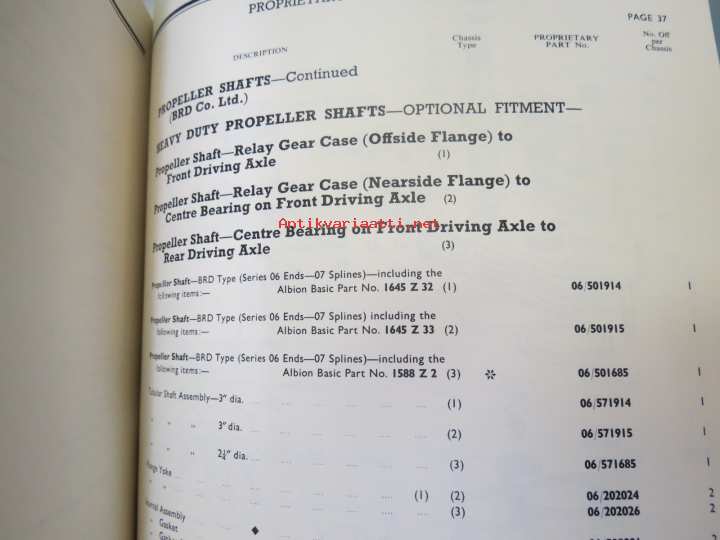 PROPRIETAR
PAGE 37
DESCRIPTION
Chassis Type
PROPRIETARY PART No.
No. Off per Chassis
PROPELLER SHAFTS—Continued
(BRD Co. Ltd.)
HEAVY DUTY PROPELLER SHAFTS—OPTIONAL FITMENT—
Propeller Shaft—Relay Gear Case (Offside Flange) to
Front Driving Axle (1)
Propeller Shaft—Relay Gear Case (Nearside Flange) to
Centre Bearing on Front Driving Axle (2)
Antikvariaatti.net
Propeller Shaft—Centre Bearing on Front Driving Axle to
Rear Driving Axle (3)
Propeller Shaft—BRD Type (Series 06 Ends—07 Splines)—including the
following items:— Albion Basic Part No. 1645 Z 32 (1) 06/501914 1
Propeller Shaft—BRD Type (Series 06 Ends—07 Splines) including the
following items:— Albion Basic Part No. 1645 Z 33 (2) 06/501915 1
Propeller Shaft—BRD Type (Series 06 Ends—07 Splines)—including the
following items:— Albion Basic Part No. 1588 Z 2 (3) ✲ 06/501685 1
Tubular Shaft Assembly—3" dia. .... .... .... .... (1) 06/571914 1
" " " 3" dia. .... .... .... .... (2) 06/571915 1
" " " 2¼" dia. .... .... .... .... (3) 06/571685 1
Flange Yoke .... .... .... .... .... .... (1) (2) 06/202024 2
" " .... .... .... .... .... .... (3) 06/202026 2
Journal Assembly
" Gasket ◆